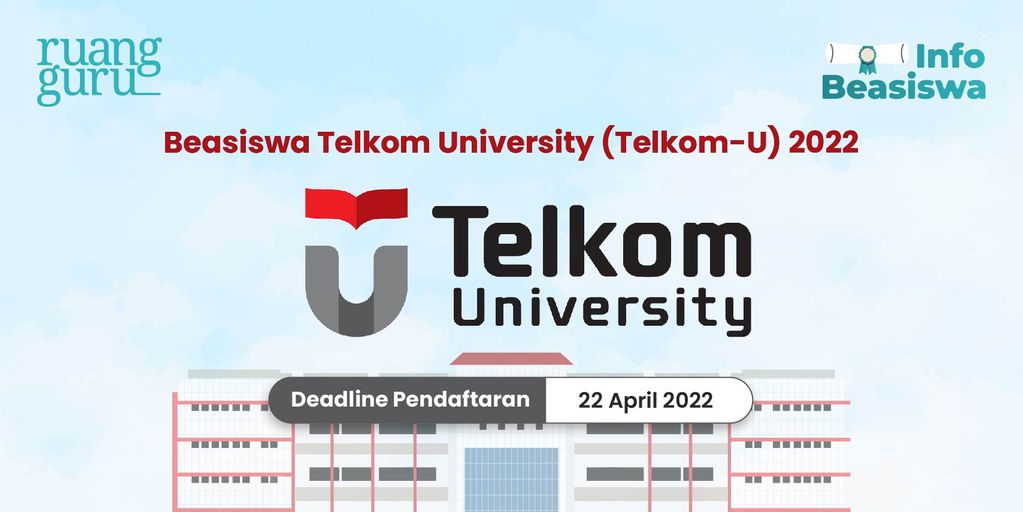 ruang
guru
Info
Beasiswa
Beasiswa Telkom University (Telkom-U) 2022
Telkom
University
Deadline Pendaftaran 22 April 2022